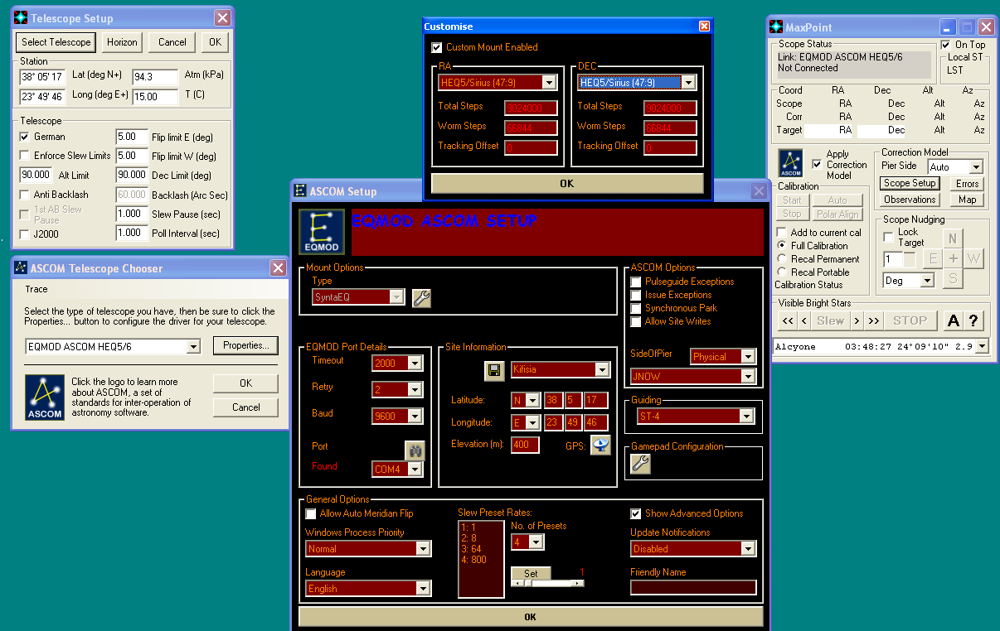 Telescope Setup
Select Telescope Horizon Cancel OK
Station
38° 05' 17 Lat (deg N+) 94.3 Atm (kPa)
23° 49' 46 Long (deg E+) 15.00 T (°C)
Telescope
German 5.00 Flip limit E (deg)
Use Slew Limits 5.00 Flip limit W (deg)
90.000 Alt Limit 90.000 Dec Limit (deg)
Anti Backlash 60.000 Backlash (Arc Sec)
1st AB Slew Pause 1.000 Slew Pause (sec)
J2000 1.000 Poll Interval (sec)
ASCOM Telescope Chooser
Trace
Select the type of telescope you have, then be sure to click the
Properties... button to configure the driver for your telescope.
EQMOD ASCOM HEQ5/6 Properties...
ASCOM
Click the logo to learn more
about ASCOM, a set of
standards for inter-operation of
astronomy software.
OK
Cancel
Customise
Custom Mount Enabled
RA DEC
HEQ5/Sirius (47:9) HEQ5/Sirius (47:9)
Total Steps 9024000 Total Steps 9024000
Worm Steps 66844 Worm Steps 66844
Tracking Offset 0 Tracking Offset 0
OK
ASCOM Setup
EQMOD
EQMOD ASCOM SETUP
Mount Options
Type
SyntaEQ
ASCOM Options
Pulseguide Exceptions
Issue Exceptions
Synchronous Park
Allow Site Writes
SideOfPier Physical
JNOW
EQMOD Port Details
Timeout 2000
Retry 2
Baud 9600
Port
Found COM4
Site Information
Kifisia
Latitude: N 38 5 17
Longitude: E 23 49 46
Elevation (m): 400 GPS:
Guiding
ST-4
Gamepad Configuration
General Options
Allow Auto Meridian Flip
Windows Process Priority
Normal
Language
English
Slew Preset Rates:
1: 1
2: 8
3: 64
4: 800
No. of Presets
4
Set 1
Show Advanced Options
Update Notifications
Disabled
Friendly Name
OK
MaxPoint
Scope Status
Link: EQMOD ASCOM HEQ5/6
Not Connected
On Top
Local ST
LST
Coord RA Dec Alt Az
Scope RA Dec Alt Az
Corr RA Dec Alt Az
Target RA Dec Alt Az
ASCOM
Apply
Correction
Model
Correction Model
Pier Side Auto
Scope Setup Errors
Observations Map
Calibration
Start Auto
Stop Polar Align
Add to current cal
Full Calibration
Recal Permanent
Recal Portable
Calibration Status
Scope Nudge
Lock
Target
1
Deg
N
E + W
S
Visible Bright Stars
<< < Slew > >> STOP A ?